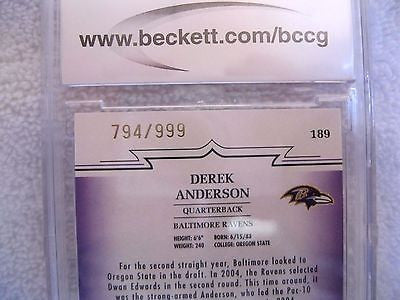 www.beckett.com/bccg
794/999
189
DEREK
ANDERSON
QUARTERBACK
BALTIMORE RAVENS
HEIGHT: 6'6" BORN: 6/15/83
WEIGHT: 240 COLLEGE: OREGON STATE
For the second straight year, Baltimore looked to
Oregon State in the draft. In 2004, the Ravens selected
Dwan Edwards in the second round. This time around, it
was the strong-armed Anderson, who led the Pac-10